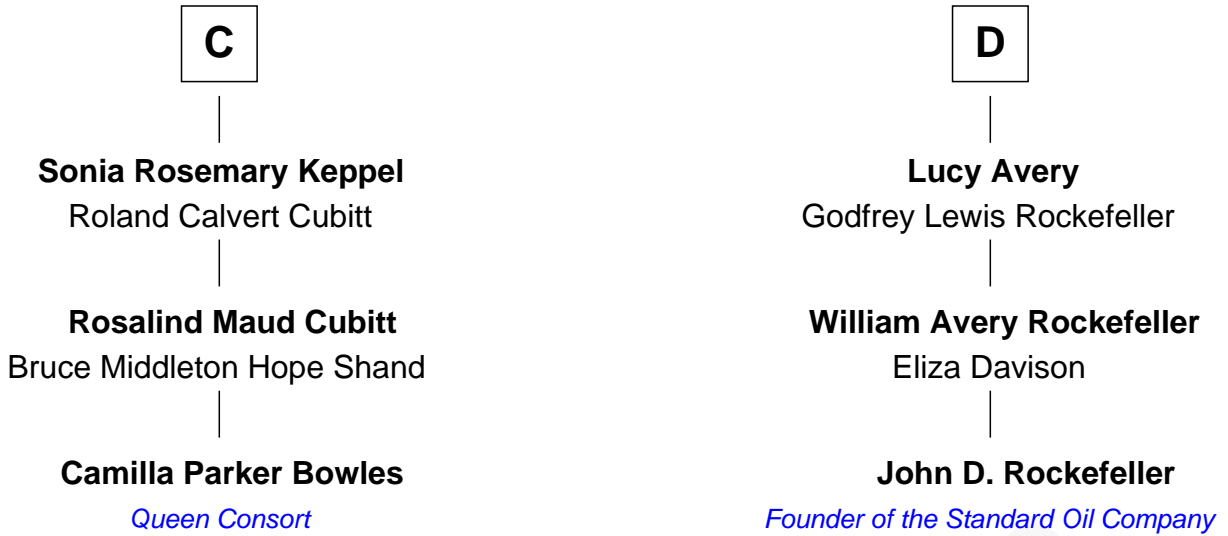 C
Sonia Rosemary Keppel
Roland Calvert Cubitt
Rosalind Maud Cubitt
Bruce Middleton Hope Shand
Camilla Parker Bowles
Queen Consort
D
Lucy Avery
Godfrey Lewis Rockefeller
William Avery Rockefeller
Eliza Davison
John D. Rockefeller
Founder of the Standard Oil Company